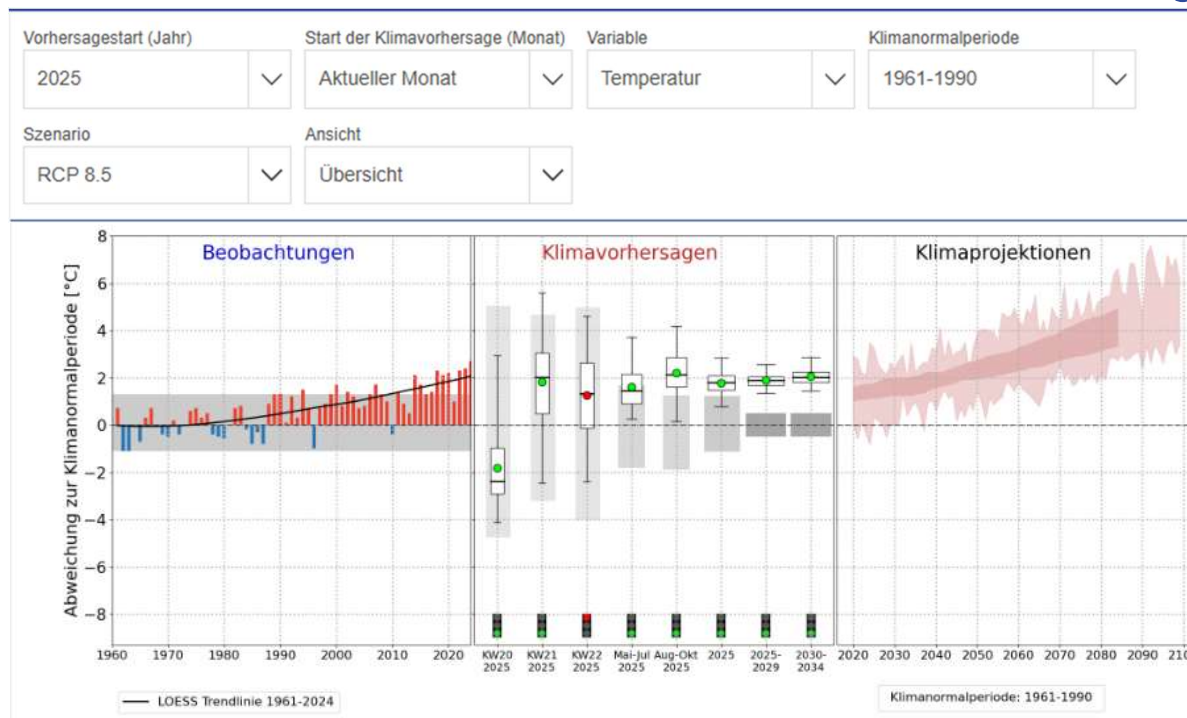 Vorhersagestart (Jahr) Start der Klimavorhersage (Monat) Variable Klimanormalperiode
2025 Aktueller Monat Temperatur 1961-1990
Szenario Ansicht
RCP 8.5 Übersicht
Beobachtungen Klimavorhersagen Klimaprojektionen
Abweichung zur Klimanormalperiode [°C]
8
6
4
2
0
−2
−4
−6
−8
1960 1970 1980 1990 2000 2010 2020
KW20 KW21 KW22 Mai-Jul Aug-Okt 2025 2025- 2030-
2025 2025 2025 2025 2025 2029 2034
2020 2030 2040 2050 2060 2070 2080 2090 210
LOESS Trendlinie 1961-2024
Klimanormalperiode: 1961-1990